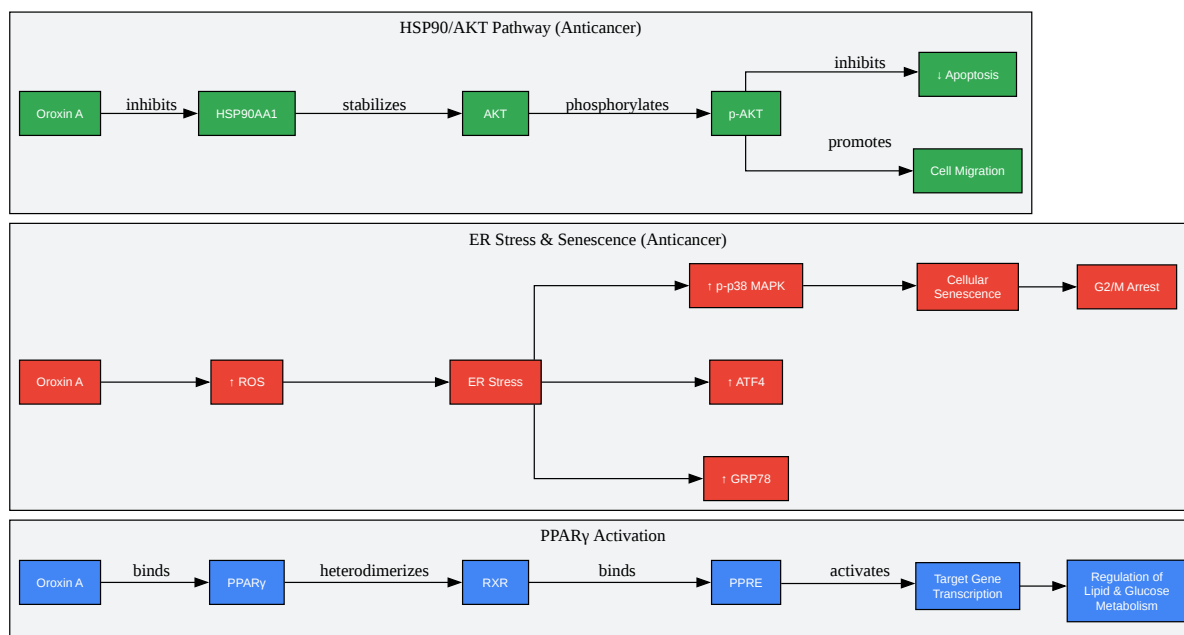 HSP90/AKT Pathway (Anticancer)
Oroxin A
inhibits
HSP90AA1
stabilizes
AKT
phosphorylates
p-AKT
inhibits
↓ Apoptosis
promotes
Cell Migration
ER Stress & Senescence (Anticancer)
Oroxin A
↑ ROS
ER Stress
↑ p-p38 MAPK
Cellular
Senescence
G2/M Arrest
↑ ATF4
↑ GRP78
PPARγ Activation
Oroxin A
binds
PPARγ
heterodimerizes
RXR
binds
PPRE
activates
Target Gene
Transcription
Regulation of
Lipid & Glucose
Metabolism